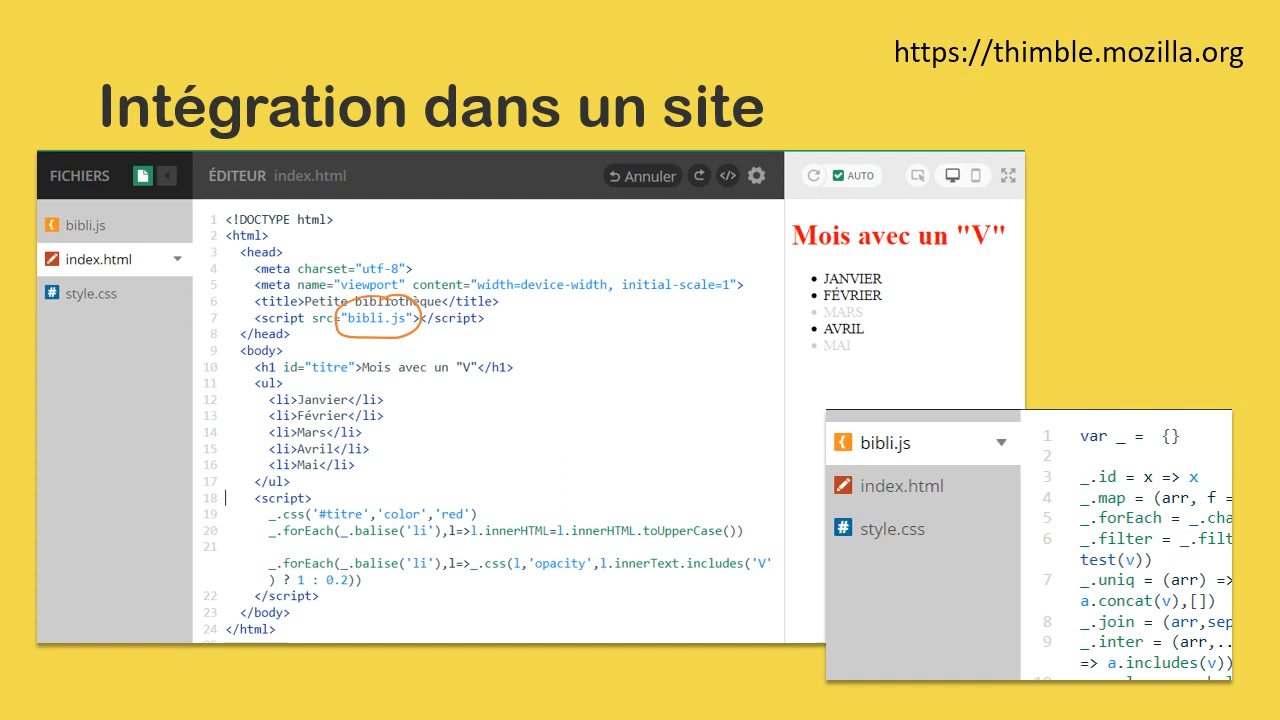 https://thimble.mozilla.org
Intégration dans un site
FICHIERS
bibli.js
index.html
style.css
ÉDITEUR index.html
Annuler
AUTO
1 <!DOCTYPE html>
2 <html>
3 <head>
4 <meta charset="utf-8">
5 <meta name="viewport" content="width=device-width, initial-scale=1">
6 <title>Petite bibliothèque</title>
7 <script src="bibli.js"></script>
8 </head>
9 <body>
10 <h1 id="titre">Mois avec un "V"</h1>
11 <ul>
12 <li>Janvier</li>
13 <li>Février</li>
14 <li>Mars</li>
15 <li>Avril</li>
16 <li>Mai</li>
17 </ul>
18 <script>
19 _.css('#titre','color','red')
20 _.forEach(_.balise('li'),l=>l.innerHTML=l.innerHTML.toUpperCase())
21
_.forEach(_.balise('li'),l=>_.css(l,'opacity',l.innerText.includes('V'
) ? 1 : 0.2))
22 </script>
23 </body>
24 </html>
Mois avec un "V"
JANVIER
FÉVRIER
MARS
AVRIL
MAI
bibli.js
index.html
style.css
1 var _ = {}
2
3 _.id = x => x
4 _.map = (arr, f =
5 _.forEach = _.cha
6 _.filter = _.filt
test(v))
7 _.uniq = (arr) =>
a.concat(v),[])
8 _.join = (arr,sep
9 _.inter = (arr,..
=> a.includes(v))